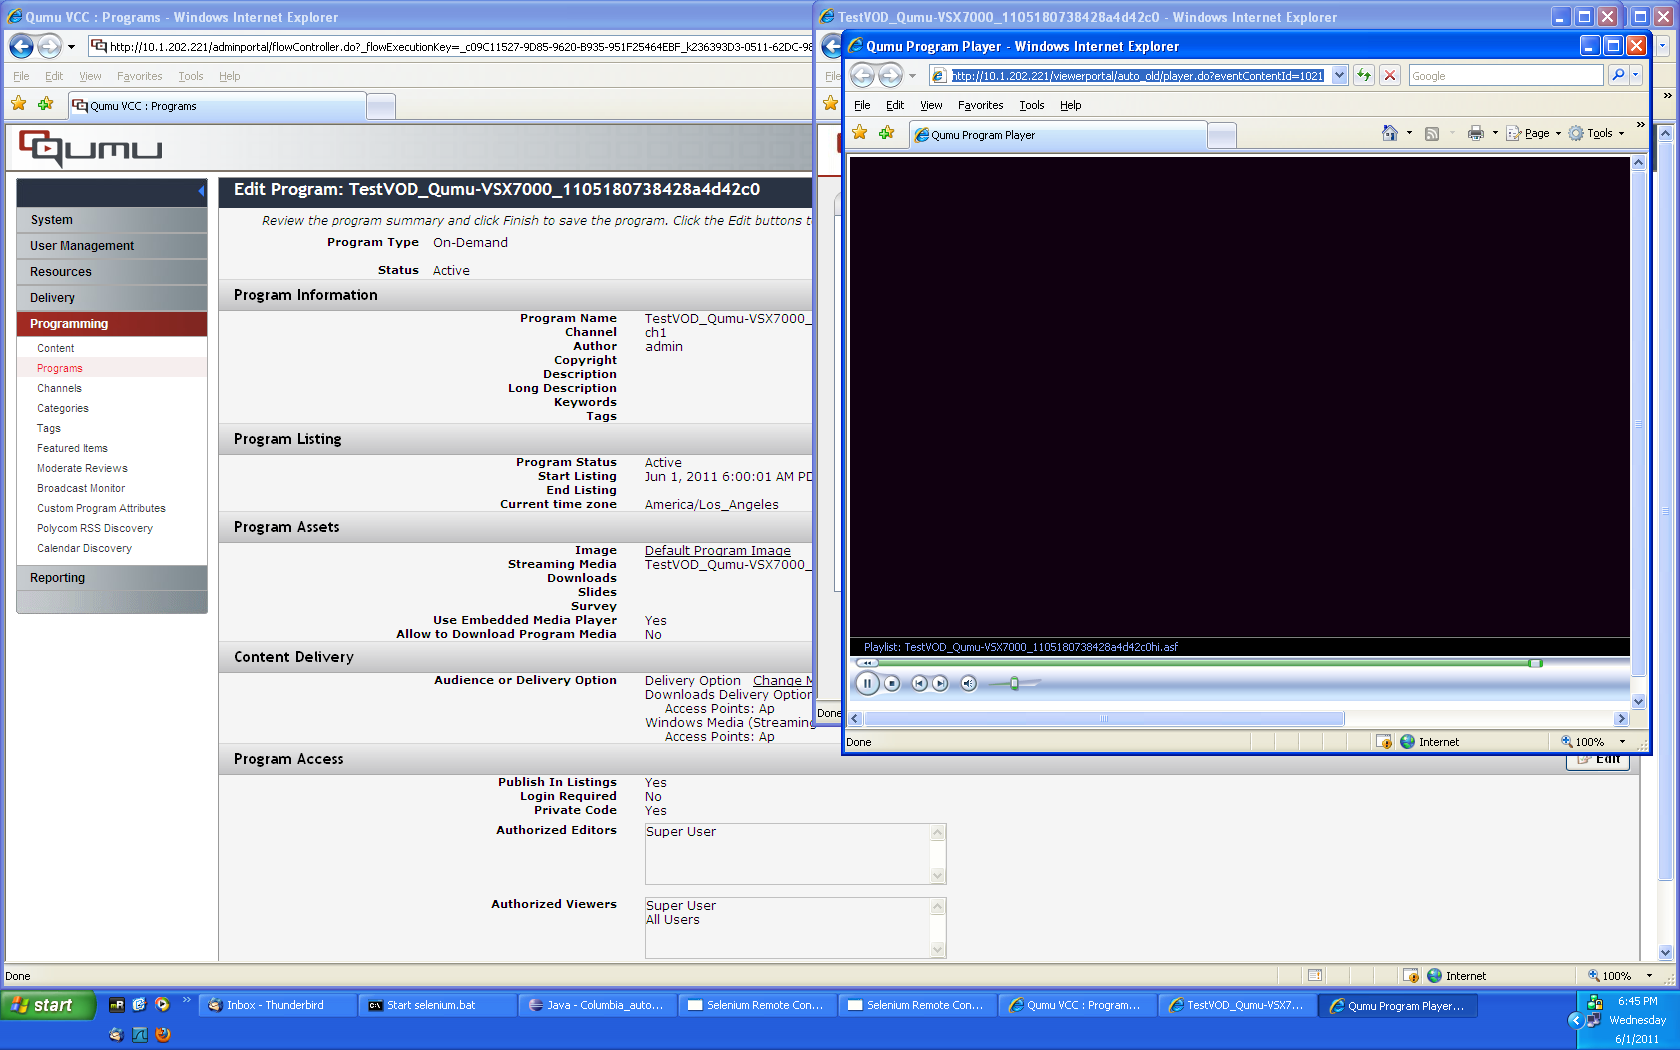 Qumu VCC : Programs - Windows Internet Explorer
http://10.1.202.221/adminportal/flowController.do?_flowExecutionKey=_c09C11527-9D85-9620-B935-951F25464EBF_k236393D3-0511-62DC-98
File Edit View Favorites Tools Help
Qumu VCC : Programs
QUMU
System
User Management
Resources
Delivery
Programming
Content
Programs
Channels
Categories
Tags
Featured Items
Moderate Reviews
Broadcast Monitor
Custom Program Attributes
Polycom RSS Discovery
Calendar Discovery
Reporting
Edit Program: TestVOD_Qumu-VSX7000_1105180738428a4d42c0
Review the program summary and click Finish to save the program. Click the Edit buttons t
Program Type On-Demand
Status Active
Program Information
Program Name TestVOD_Qumu-VSX7000_
Channel ch1
Author admin
Copyright
Description
Long Description
Keywords
Tags
Program Listing
Program Status Active
Start Listing Jun 1, 2011 6:00:01 AM PD
End Listing
Current time zone America/Los_Angeles
Program Assets
Image Default Program Image
Streaming Media TestVOD_Qumu-VSX7000_
Downloads
Slides
Survey
Use Embedded Media Player Yes
Allow to Download Program Media No
Content Delivery
Audience or Delivery Option Delivery Option Change M
Downloads Delivery Option
Access Points: Ap
Windows Media (Streaming
Access Points: Ap
Program Access
Edit
Publish In Listings Yes
Login Required No
Private Code Yes
Authorized Editors Super User
Authorized Viewers Super User
All Users
Done Internet 100%
TestVOD_Qumu-VSX7000_1105180738428a4d42c0 - Windows Internet Explorer
File
Done
Qumu Program Player - Windows Internet Explorer
http://10.1.202.221/viewerportal/auto_old/player.do?eventContentId=1021
Google
File Edit View Favorites Tools Help
Qumu Program Player
Page Tools
Playlist: TestVOD_Qumu-VSX7000_1105180738428a4d42c0hi.asf
Done Internet 100%
start
Inbox - Thunderbird
Start selenium.bat
Java - Columbia_auto...
Selenium Remote Con...
Selenium Remote Con...
Qumu VCC : Program...
TestVOD_Qumu-VSX7...
Qumu Program Player...
6:45 PM
Wednesday
6/1/2011